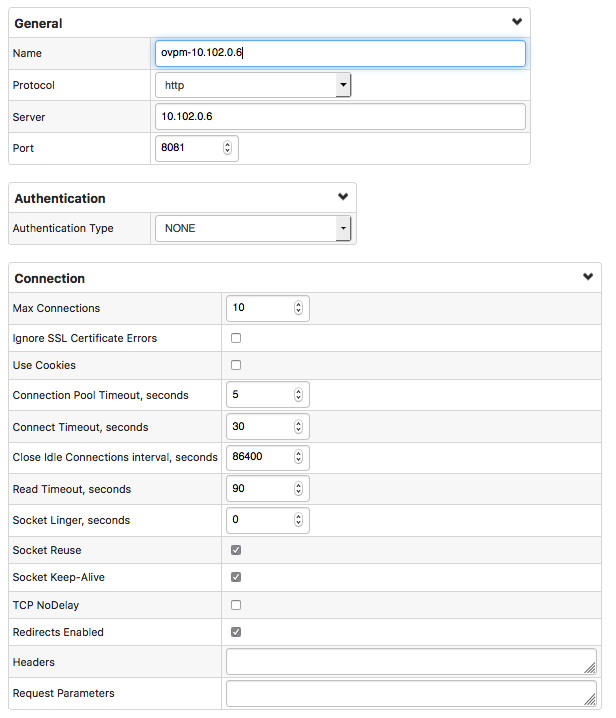 General
Name ovpm-10.102.0.6
Protocol http
Server 10.102.0.6
Port 8081
Authentication
Authentication Type NONE
Connection
Max Connections 10
Ignore SSL Certificate Errors
Use Cookies
Connection Pool Timeout, seconds 5
Connect Timeout, seconds 30
Close Idle Connections interval, seconds 86400
Read Timeout, seconds 90
Socket Linger, seconds 0
Socket Reuse
Socket Keep-Alive
TCP NoDelay
Redirects Enabled
Headers
Request Parameters